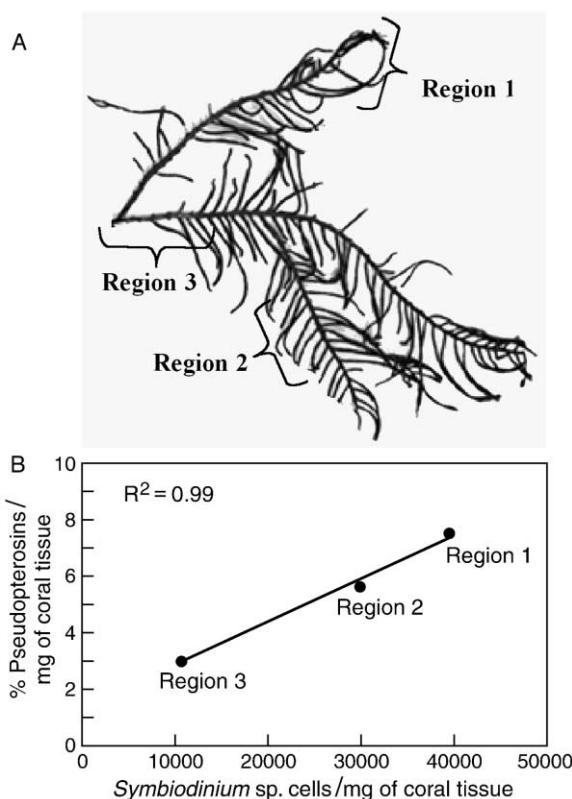 A
Region 1
Region 3
Region 2
B
% Pseudopterosins/
mg of coral tissue
10
8
6
4
2
0
R² = 0.99
Region 1
Region 2
Region 3
0 10000 20000 30000 40000 50000
Symbiodinium sp. cells/mg of coral tissue